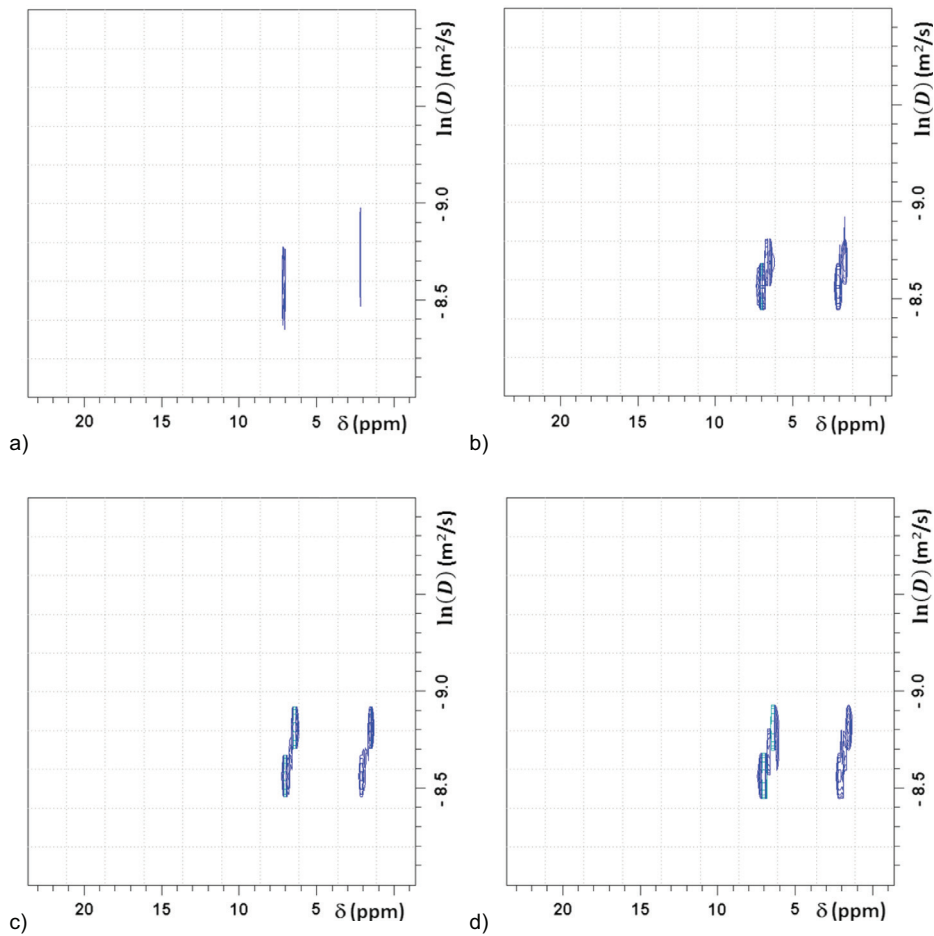 ln(D) (m²/s)
- 9.0
- 8.5
20 15 10 5 δ (ppm)
a)
ln(D) (m²/s)
- 9.0
- 8.5
20 15 10 5 δ (ppm)
b)
ln(D) (m²/s)
- 9.0
- 8.5
20 15 10 5 δ (ppm)
c)
ln(D) (m²/s)
- 9.0
- 8.5
20 15 10 5 δ (ppm)
d)